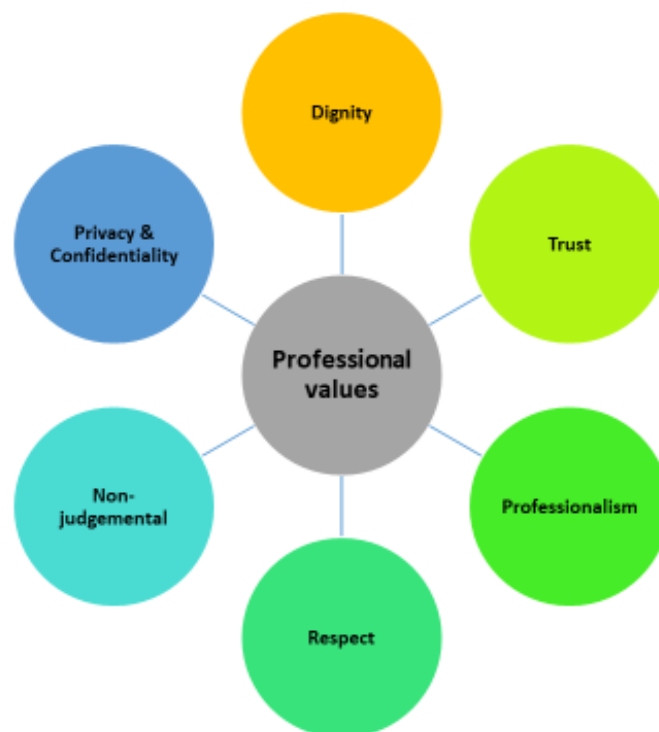 Dignity
Privacy &
Confidentiality
Trust
Professional
values
Non-
judgemental
Professionalism
Respect